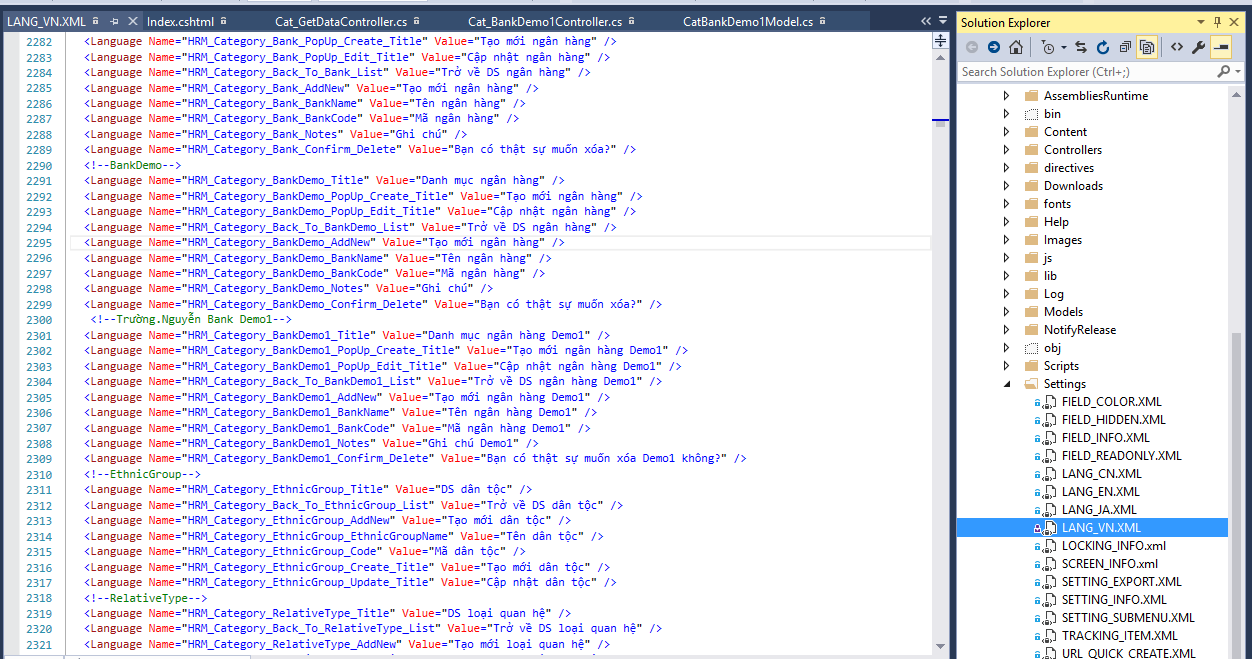 LANG_VN.XML
Index.cshtml
Cat_GetDataController.cs
Cat_BankDemo1Controller.cs
CatBankDemo1Model.cs
2282 <Language Name="HRM_Category_Bank_PopUp_Create_Title" Value="Tạo mới ngân hàng" />
2283 <Language Name="HRM_Category_Bank_PopUp_Edit_Title" Value="Cập nhật ngân hàng" />
2284 <Language Name="HRM_Category_Back_To_Bank_List" Value="Trở về DS ngân hàng" />
2285 <Language Name="HRM_Category_Bank_AddNew" Value="Tạo mới ngân hàng" />
2286 <Language Name="HRM_Category_Bank_BankName" Value="Tên ngân hàng" />
2287 <Language Name="HRM_Category_Bank_BankCode" Value="Mã ngân hàng" />
2288 <Language Name="HRM_Category_Bank_Notes" Value="Ghi chú" />
2289 <Language Name="HRM_Category_Bank_Confirm_Delete" Value="Bạn có thật sự muốn xóa?" />
2290 <!--BankDemo-->
2291 <Language Name="HRM_Category_BankDemo_Title" Value="Danh mục ngân hàng" />
2292 <Language Name="HRM_Category_BankDemo_PopUp_Create_Title" Value="Tạo mới ngân hàng" />
2293 <Language Name="HRM_Category_BankDemo_PopUp_Edit_Title" Value="Cập nhật ngân hàng" />
2294 <Language Name="HRM_Category_Back_To_BankDemo_List" Value="Trở về DS ngân hàng" />
2295 <Language Name="HRM_Category_BankDemo_AddNew" Value="Tạo mới ngân hàng" />
2296 <Language Name="HRM_Category_BankDemo_BankName" Value="Tên ngân hàng" />
2297 <Language Name="HRM_Category_BankDemo_BankCode" Value="Mã ngân hàng" />
2298 <Language Name="HRM_Category_BankDemo_Notes" Value="Ghi chú" />
2299 <Language Name="HRM_Category_BankDemo_Confirm_Delete" Value="Bạn có thật sự muốn xóa?" />
2300 <!--Trường.Nguyễn Bank Demo1-->
2301 <Language Name="HRM_Category_BankDemo1_Title" Value="Danh mục ngân hàng Demo1" />
2302 <Language Name="HRM_Category_BankDemo1_PopUp_Create_Title" Value="Tạo mới ngân hàng Demo1" />
2303 <Language Name="HRM_Category_BankDemo1_PopUp_Edit_Title" Value="Cập nhật ngân hàng Demo1" />
2304 <Language Name="HRM_Category_Back_To_BankDemo1_List" Value="Trở về DS ngân hàng Demo1" />
2305 <Language Name="HRM_Category_BankDemo1_AddNew" Value="Tạo mới ngân hàng Demo1" />
2306 <Language Name="HRM_Category_BankDemo1_BankName" Value="Tên ngân hàng Demo1" />
2307 <Language Name="HRM_Category_BankDemo1_BankCode" Value="Mã ngân hàng Demo1" />
2308 <Language Name="HRM_Category_BankDemo1_Notes" Value="Ghi chú Demo1" />
2309 <Language Name="HRM_Category_BankDemo1_Confirm_Delete" Value="Bạn có thật sự muốn xóa Demo1 không?" />
2310 <!--EthnicGroup-->
2311 <Language Name="HRM_Category_EthnicGroup_Title" Value="DS dân tộc" />
2312 <Language Name="HRM_Category_Back_To_EthnicGroup_List" Value="Trở về DS dân tộc" />
2313 <Language Name="HRM_Category_EthnicGroup_AddNew" Value="Tạo mới dân tộc" />
2314 <Language Name="HRM_Category_EthnicGroup_EthnicGroupName" Value="Tên dân tộc" />
2315 <Language Name="HRM_Category_EthnicGroup_Code" Value="Mã dân tộc" />
2316 <Language Name="HRM_Category_EthnicGroup_Create_Title" Value="Tạo mới dân tộc" />
2317 <Language Name="HRM_Category_EthnicGroup_Update_Title" Value="Cập nhật dân tộc" />
2318 <!--RelativeType-->
2319 <Language Name="HRM_Category_RelativeType_Title" Value="DS loại quan hệ" />
2320 <Language Name="HRM_Category_Back_To_RelativeType_List" Value="Trở về DS loại quan hệ" />
2321 <Language Name="HRM_Category_RelativeType_AddNew" Value="Tạo mới loại quan hệ" />
Solution Explorer
Search Solution Explorer (Ctrl+;)
AssembliesRuntime
bin
Content
Controllers
directives
Downloads
fonts
Help
Images
js
lib
Log
Models
NotifyRelease
obj
Scripts
Settings
FIELD_COLOR.XML
FIELD_HIDDEN.XML
FIELD_INFO.XML
FIELD_READONLY.XML
LANG_CN.XML
LANG_EN.XML
LANG_JA.XML
LANG_VN.XML
LOCKING_INFO.xml
SCREEN_INFO.xml
SETTING_EXPORT.XML
SETTING_INFO.XML
SETTING_SUBMENU.XML
TRACKING_ITEM.XML
URL_QUICK_CREATE.XML